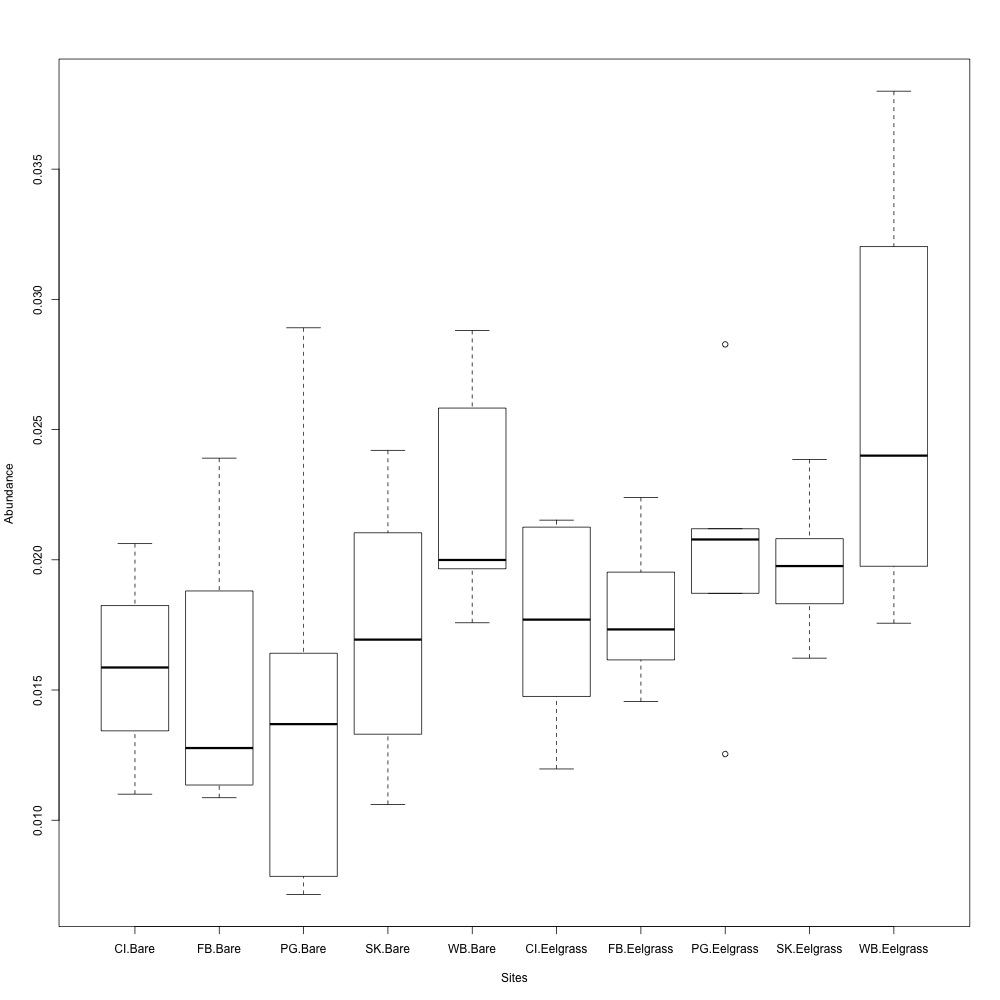 0.035
0.030
0.025
0.020
0.015
0.010
Abundance
CI.Bare FB.Bare PG.Bare SK.Bare WB.Bare CI.Eelgrass FB.Eelgrass PG.Eelgrass SK.Eelgrass WB.Eelgrass
Sites